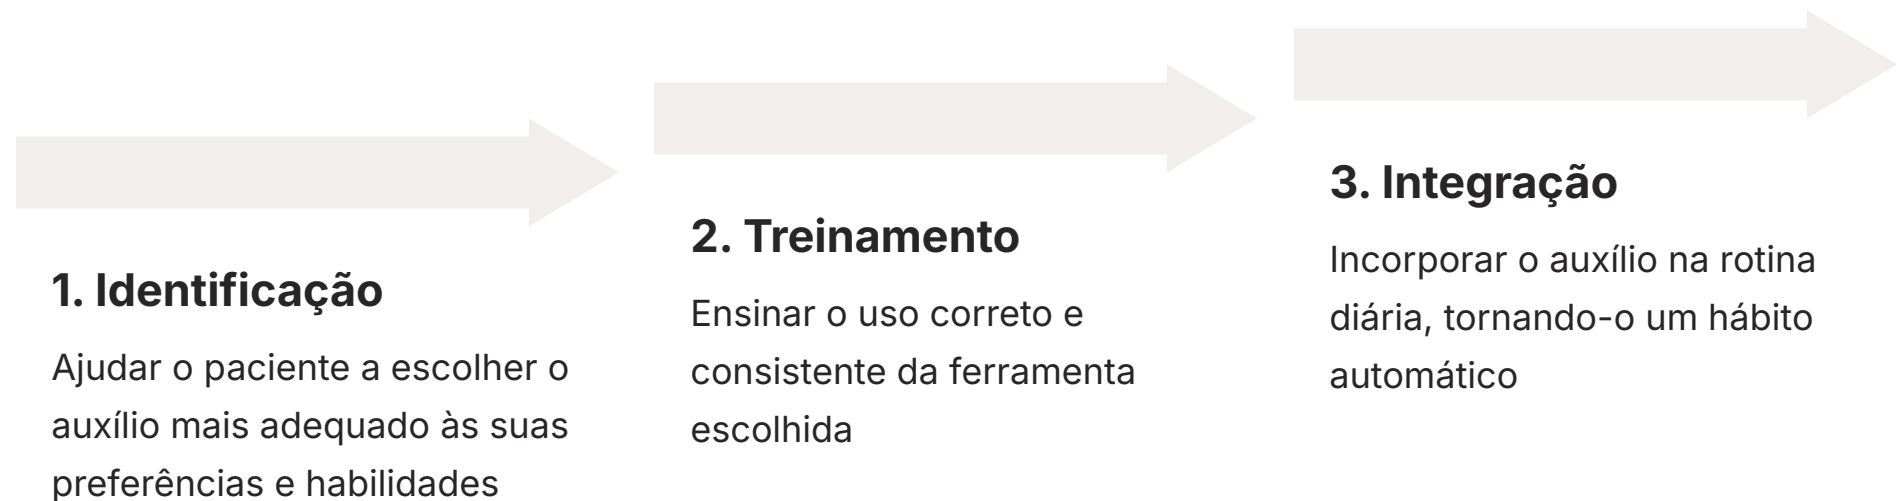 1. Identificação
Ajudar o paciente a escolher o
auxílio mais adequado às suas
preferências e habilidades
2. Treinamento
Ensinar o uso correto e
consistente da ferramenta
escolhida
3. Integração
Incorporar o auxílio na rotina
diária, tornando-o um hábito
automático